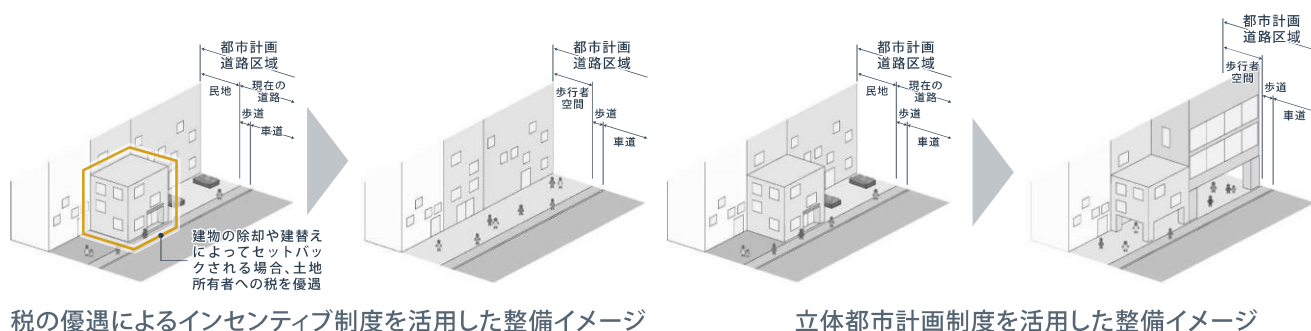 都市計画
道路区域
民地
現在の
道路
歩道
車道
建物の除却や建替え
によってセットバッ
クされる場合、土地
所有者への税を優遇
都市計画
道路区域
歩行者
空間
歩道
車道
税の優遇によるインセンティブ制度を活用した整備イメージ
都市計画
道路区域
民地
現在の
道路
歩道
車道
都市計画
道路区域
歩行者
空間
歩道
車道
立体都市計画制度を活用した整備イメージ